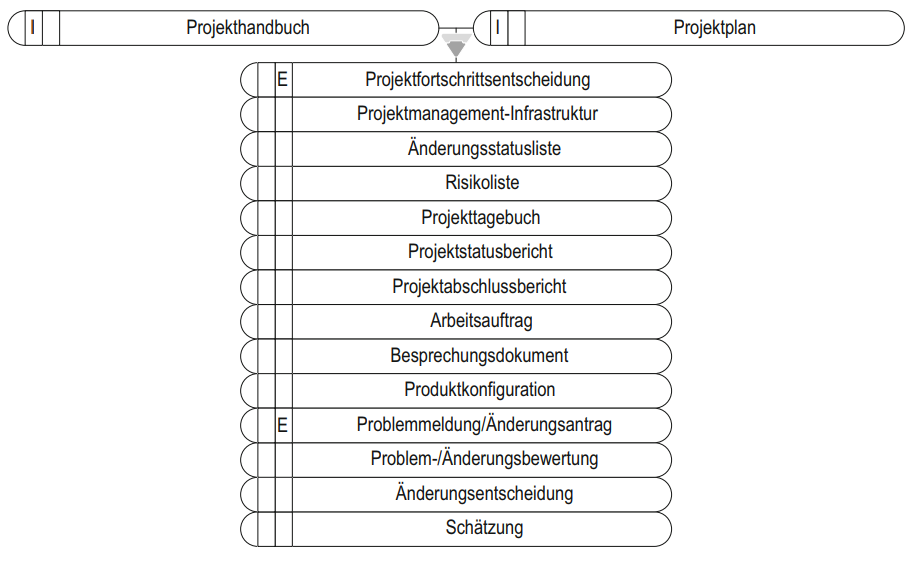 I Projekthandbuch I Projektplan
E Projektfortschrittsentscheidung
Projektmanagement-Infrastruktur
Änderungsstatusliste
Risikoliste
Projekttagebuch
Projektstatusbericht
Projektabschlussbericht
Arbeitsauftrag
Besprechungsdokument
Produktkonfiguration
E Problemmeldung/Änderungsantrag
Problem-/Änderungsbewertung
Änderungsentscheidung
Schätzung